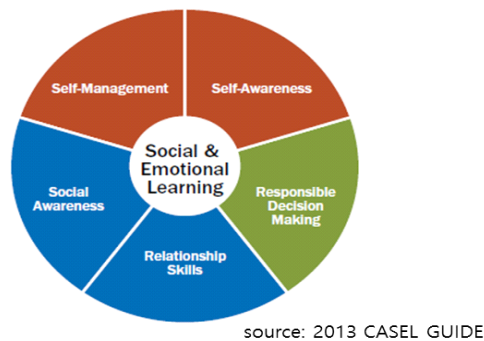 Self-Management
Self-Awareness
Social &
Emotional
Learning
Social
Awareness
Responsible
Decision
Making
Relationship
Skills
source: 2013 CASEL GUIDE